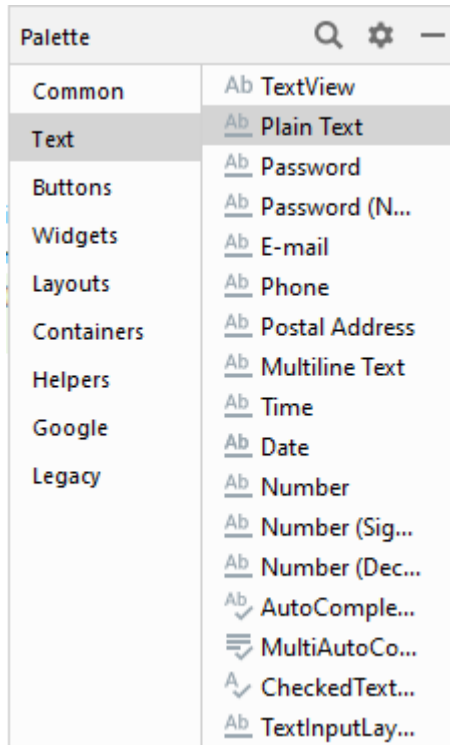 Palette
Common
Text
Buttons
Widgets
Layouts
Containers
Helpers
Google
Legacy
Ab TextView
Ab Plain Text
Ab Password
Ab Password (N...
Ab E-mail
Ab Phone
Ab Postal Address
Ab Multiline Text
Ab Time
Ab Date
Ab Number
Ab Number (Sig...
Ab Number (Dec...
Ab AutoComple...
MultiAutoCo...
A CheckedText...
Ab TextInputLay...